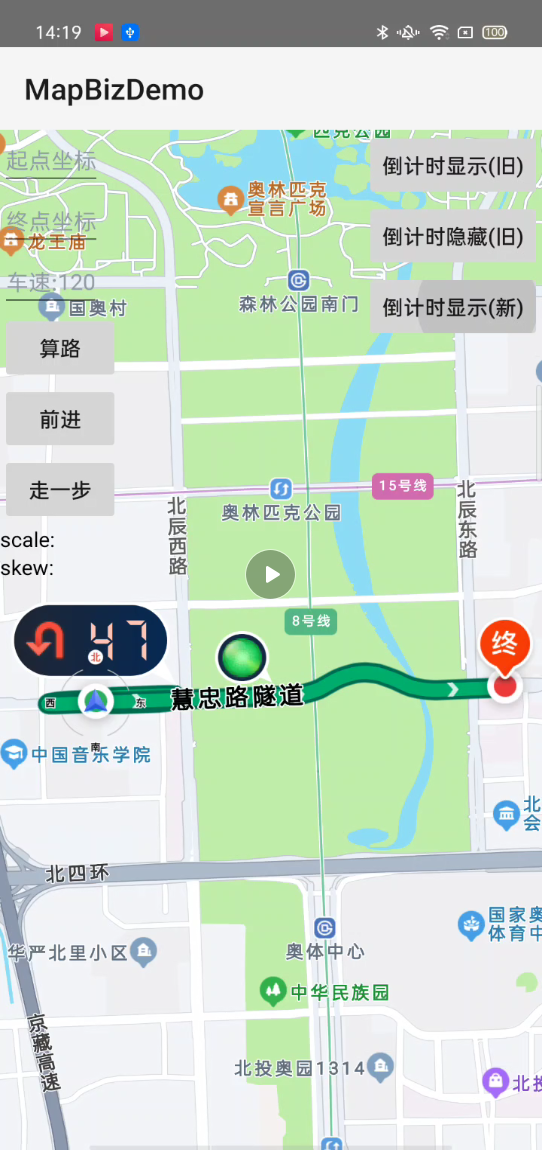 14:19
100
MapBizDemo
匹克公园
起点坐标
倒计时显示(旧)
奥林匹克
宣言广场
终点坐标
倒计时隐藏(旧)
龙王庙
车速:120
国奥村
森林公园南门
倒计时显示(新)
算路
前进
走一步
15号线
奥林匹克公园
北辰西路
北辰东路
scale:
skew:
8号线
47
北
终
西
东
慧忠路隧道
南
中国音乐学院
北
会
北四环
国家奥
体育中
华严北里小区
奥体中心
中华民族园
京藏高速
北投奥园1314
北投